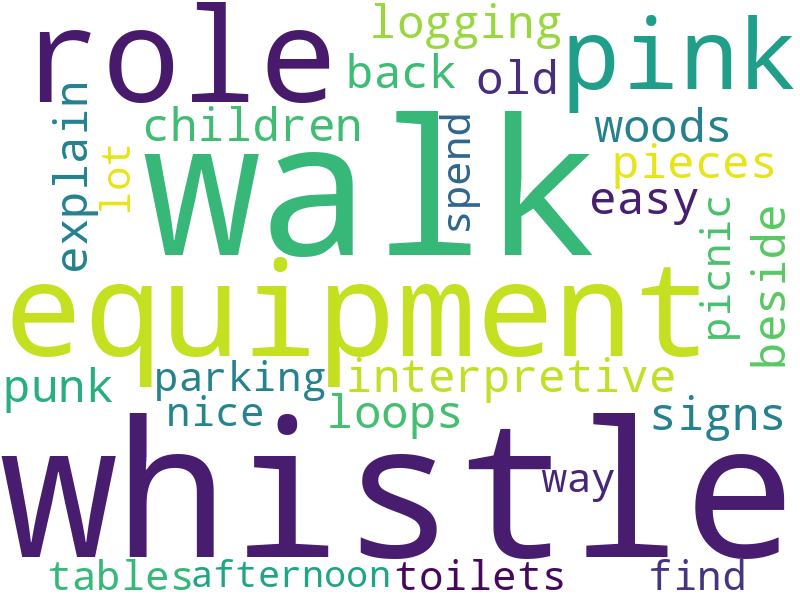 role
logging
pink
back
old
explain
lot
children
walk
spend
woods
pieces
easy
picnic
beside
equipment
punk
parking
interpretive
nice
loops
signs
whistle
way
tables
afternoon
toilets
find